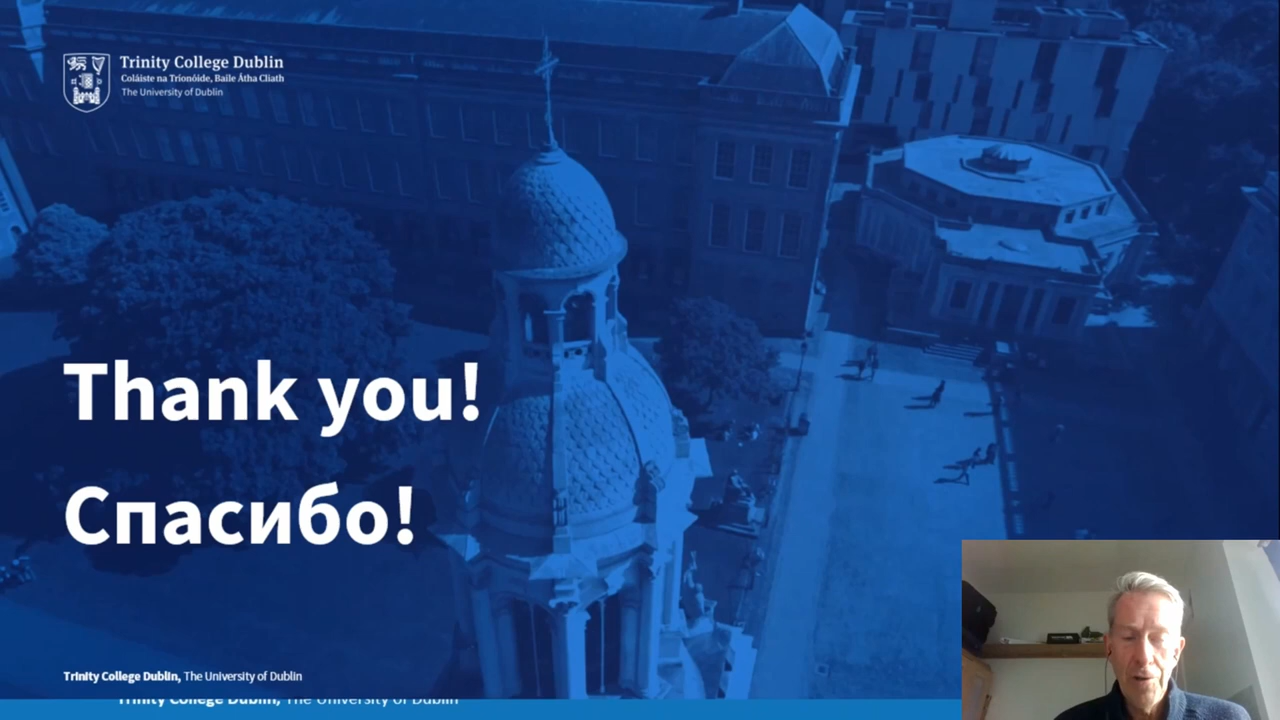 Trinity College Dublin
Coláiste na Tríonóide, Baile Átha Cliath
The University of Dublin
Thank you!
Спасибо!
Trinity College Dublin, The University of Dublin
Trinity College Dublin, The University of Dublin